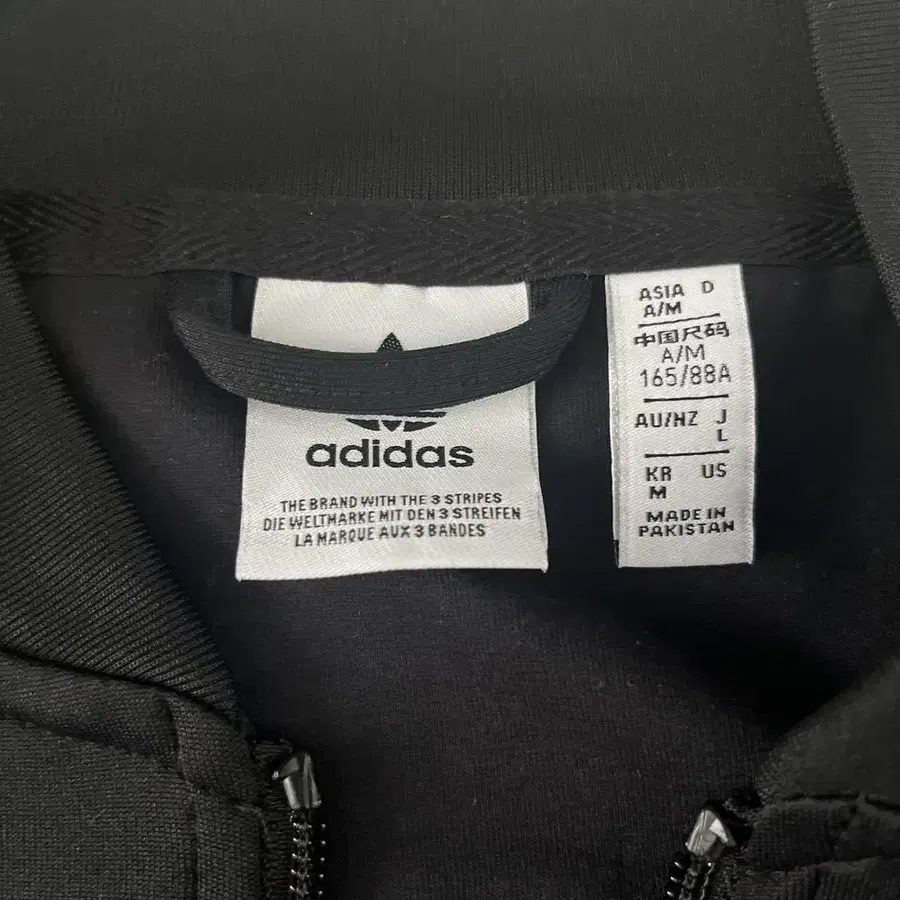 adidas
THE BRAND WITH THE 3 STRIPES
DIE WELTMARKE MIT DEN 3 STREIFEN
LA MARQUE AUX 3 BANDES
ASIA D
A/M
中国尺码
A/M
165/88A
AU/NZ J
L
KR US
M
MADE IN
PAKISTAN